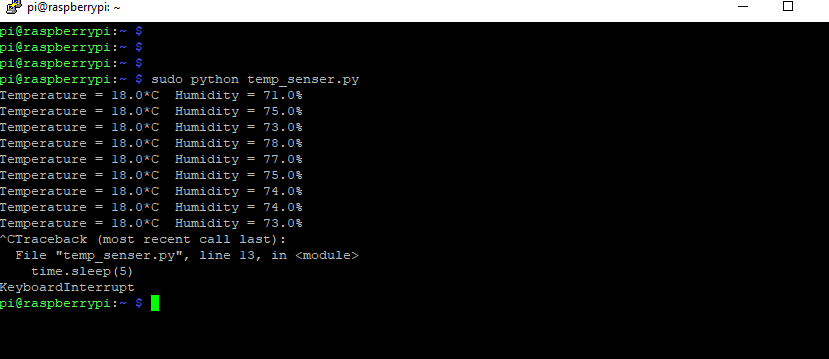 pi@raspberrypi: ~
pi@raspberrypi:~ $
pi@raspberrypi:~ $
pi@raspberrypi:~ $
pi@raspberrypi:~ $ sudo python temp_senser.py
Temperature = 18.0*C  Humidity = 71.0%
Temperature = 18.0*C  Humidity = 75.0%
Temperature = 18.0*C  Humidity = 73.0%
Temperature = 18.0*C  Humidity = 78.0%
Temperature = 18.0*C  Humidity = 77.0%
Temperature = 18.0*C  Humidity = 75.0%
Temperature = 18.0*C  Humidity = 74.0%
Temperature = 18.0*C  Humidity = 74.0%
Temperature = 18.0*C  Humidity = 73.0%
^CTraceback (most recent call last):
  File "temp_senser.py", line 13, in <module>
    time.sleep(5)
KeyboardInterrupt
pi@raspberrypi:~ $